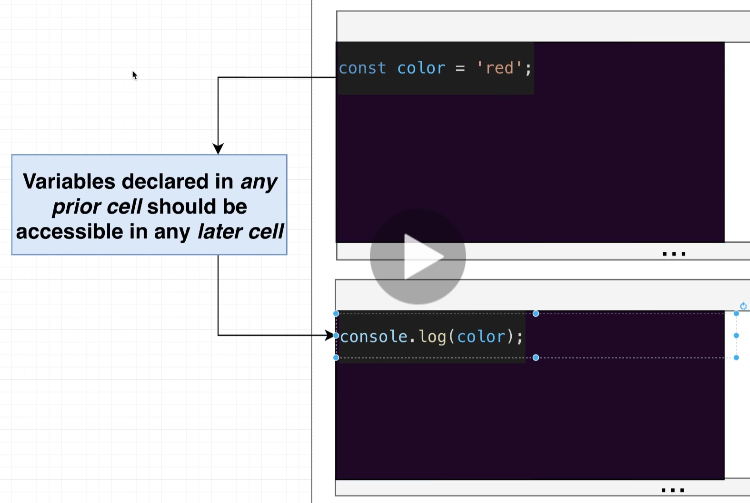 const color = 'red';
Variables declared in any
prior cell should be
accessible in any later cell
...
console.log(color);
...